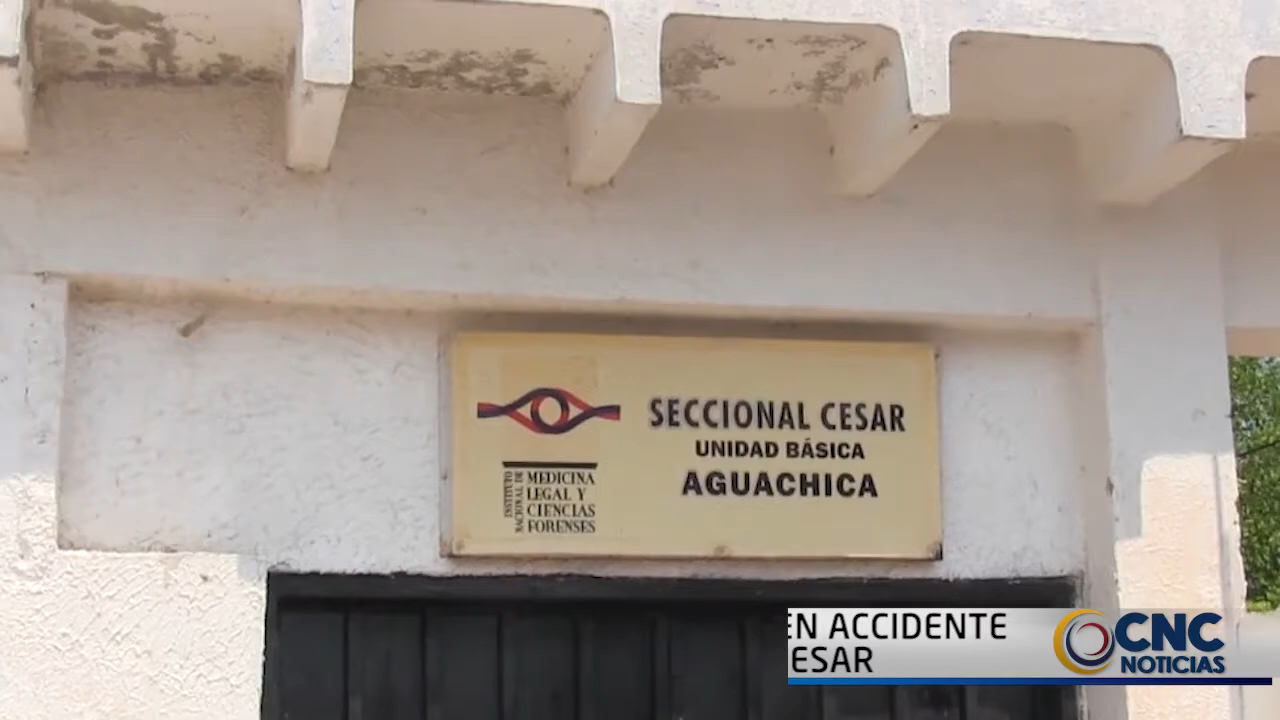 SECCIONAL CESAR
UNIDAD BÁSICA
AGUACHICA
INSTITUTO
NACIONAL DE
MEDICINA
LEGAL Y
CIENCIAS
FORENSES
EN ACCIDENTE
ESAR
CNC
NOTICIAS